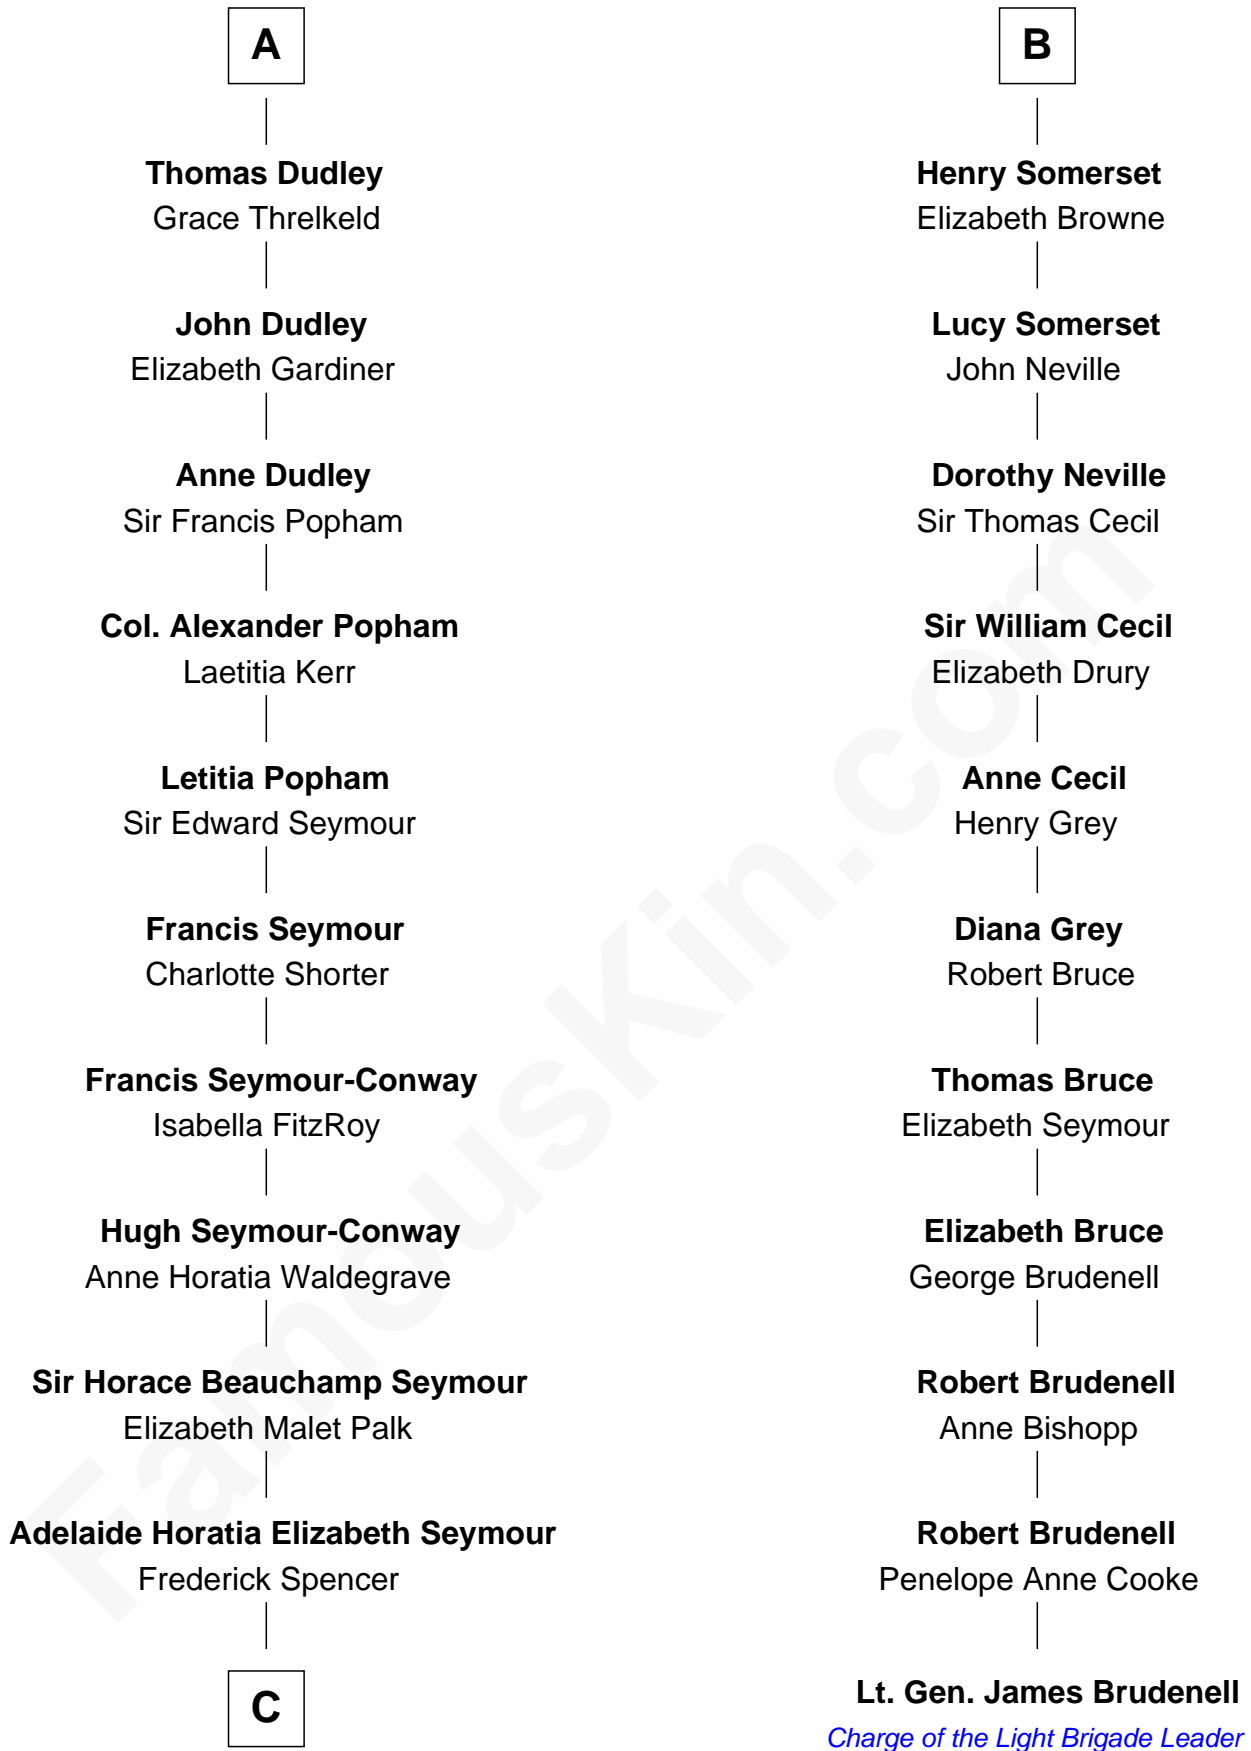 A
Thomas Dudley
Grace Threlkeld
John Dudley
Elizabeth Gardiner
Anne Dudley
Sir Francis Popham
Col. Alexander Popham
Laetitia Kerr
Letitia Popham
Sir Edward Seymour
Francis Seymour
Charlotte Shorter
Francis Seymour-Conway
Isabella FitzRoy
Hugh Seymour-Conway
Anne Horatia Waldegrave
Sir Horace Beauchamp Seymour
Elizabeth Malet Palk
Adelaide Horatia Elizabeth Seymour
Frederick Spencer
C
B
Henry Somerset
Elizabeth Browne
Lucy Somerset
John Neville
Dorothy Neville
Sir Thomas Cecil
Sir William Cecil
Elizabeth Drury
Anne Cecil
Henry Grey
Diana Grey
Robert Bruce
Thomas Bruce
Elizabeth Seymour
Elizabeth Bruce
George Brudenell
Robert Brudenell
Anne Bishopp
Robert Brudenell
Penelope Anne Cooke
Lt. Gen. James Brudenell
Charge of the Light Brigade Leader
FamousKin.com